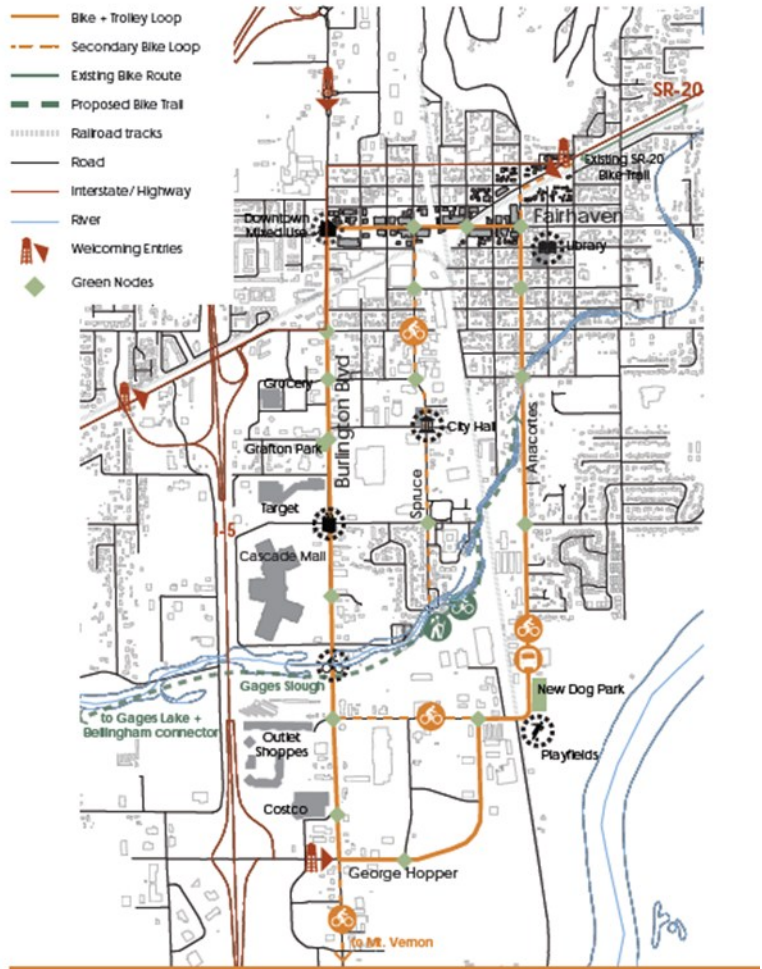 Bike + Trolley Loop
Secondary Bike Loop
Existing Bike Route
Proposed Bike Trail
Railroad tracks
Road
Interstate/ Highway
River
Welcoming Entries
Green Nodes
SR-20
Existing SR-20
Bike Trail
Downtown
Mixed Use
Fairhaven
Library
Burlington Blvd
Grocery
Grafton Park
City Hall
Anacortes
Spruce
Target
I-5
Cascade Mall
Gages Slough
New Dog Park
to Gages Lake +
Bellingham connector
Outlet
Shoppes
Playfields
Costco
George Hopper
to Mt. Vernon